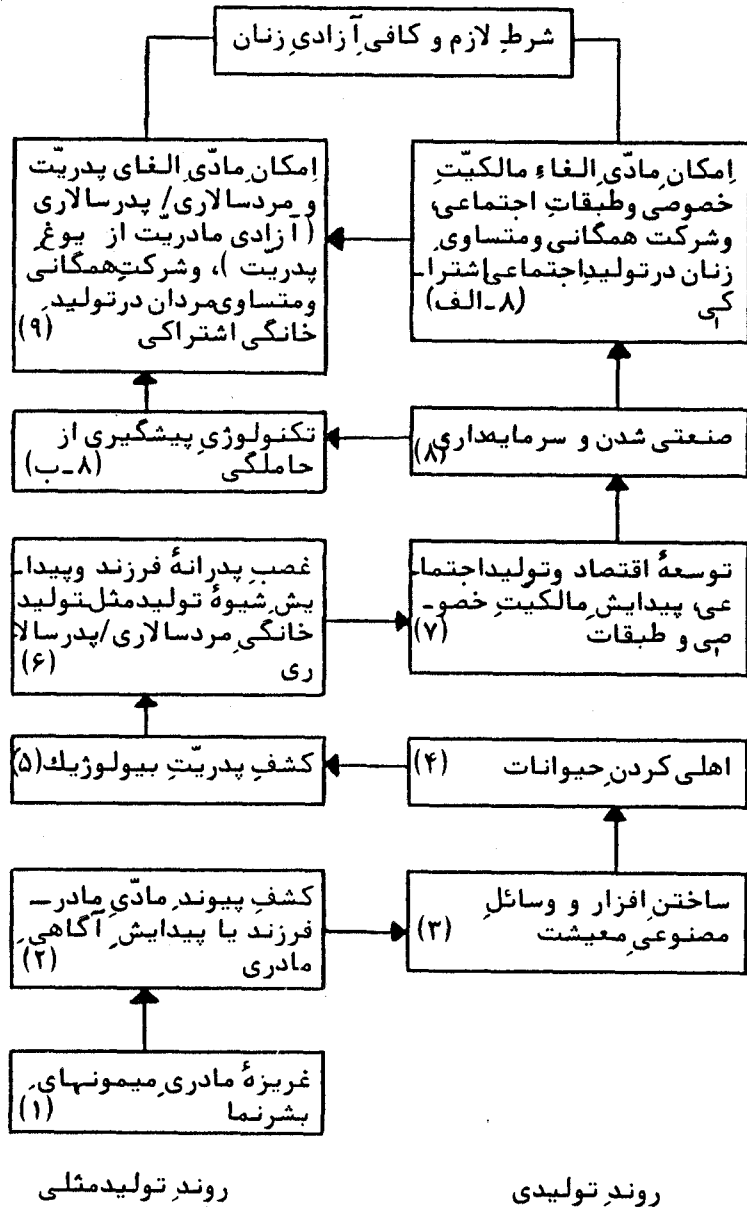 شرطِ لازم و کافیِ آزادیِ زنان
اِمکانِ مادّیِ الغاءِ مالکیّتِ
خصوصی و طبقاتِ اجتماعی،
وشرکت همگانی ومتساویِ
زنان درتولیدِاجتماعیِ اشترا-
کی (۸-الف)
اِمکانِ مادّیِ الغای پدریّت
و مردسالاری/پدرسالاری
(آزادی مادریّت از یوغِ
پدریّت)، وشرکتِ همگانی
ومتساویِ مردان درتولیدِ
خانگی اشتراکی (۹)
صنعتی شدن و سرمایه‌داری (۸)
تکنولوژیِ پیشگیری از
حاملگی (۸-ب)
توسعهٔ اقتصاد وتولیداجتما-
عی، پیدایشِ مالکیّتِ خصو-
صی و طبقات (۷)
غصبِ پدرانهٔ فرزند وپیدا-
یش شیوهٔ تولیدمثل-تولید
خانگیِ مردسالاری/پدرسالا-
ری (۶)
اهلی کردنِ حیوانات (۴)
کشفِ پدریّتِ بیولوژیك (۵)
ساختنِ افزار و وسائلِ
مصنوعیِ معیشت (۳)
کشفِ پیوندِ مادّیِ مادر-
فرزند یا پیدایشِ آگاهیِ
مادری (۲)
غریزهٔ مادریِ میمونهایِ
بشرنما (۱)
روندِ تولیدی
روندِ تولیدمثلی